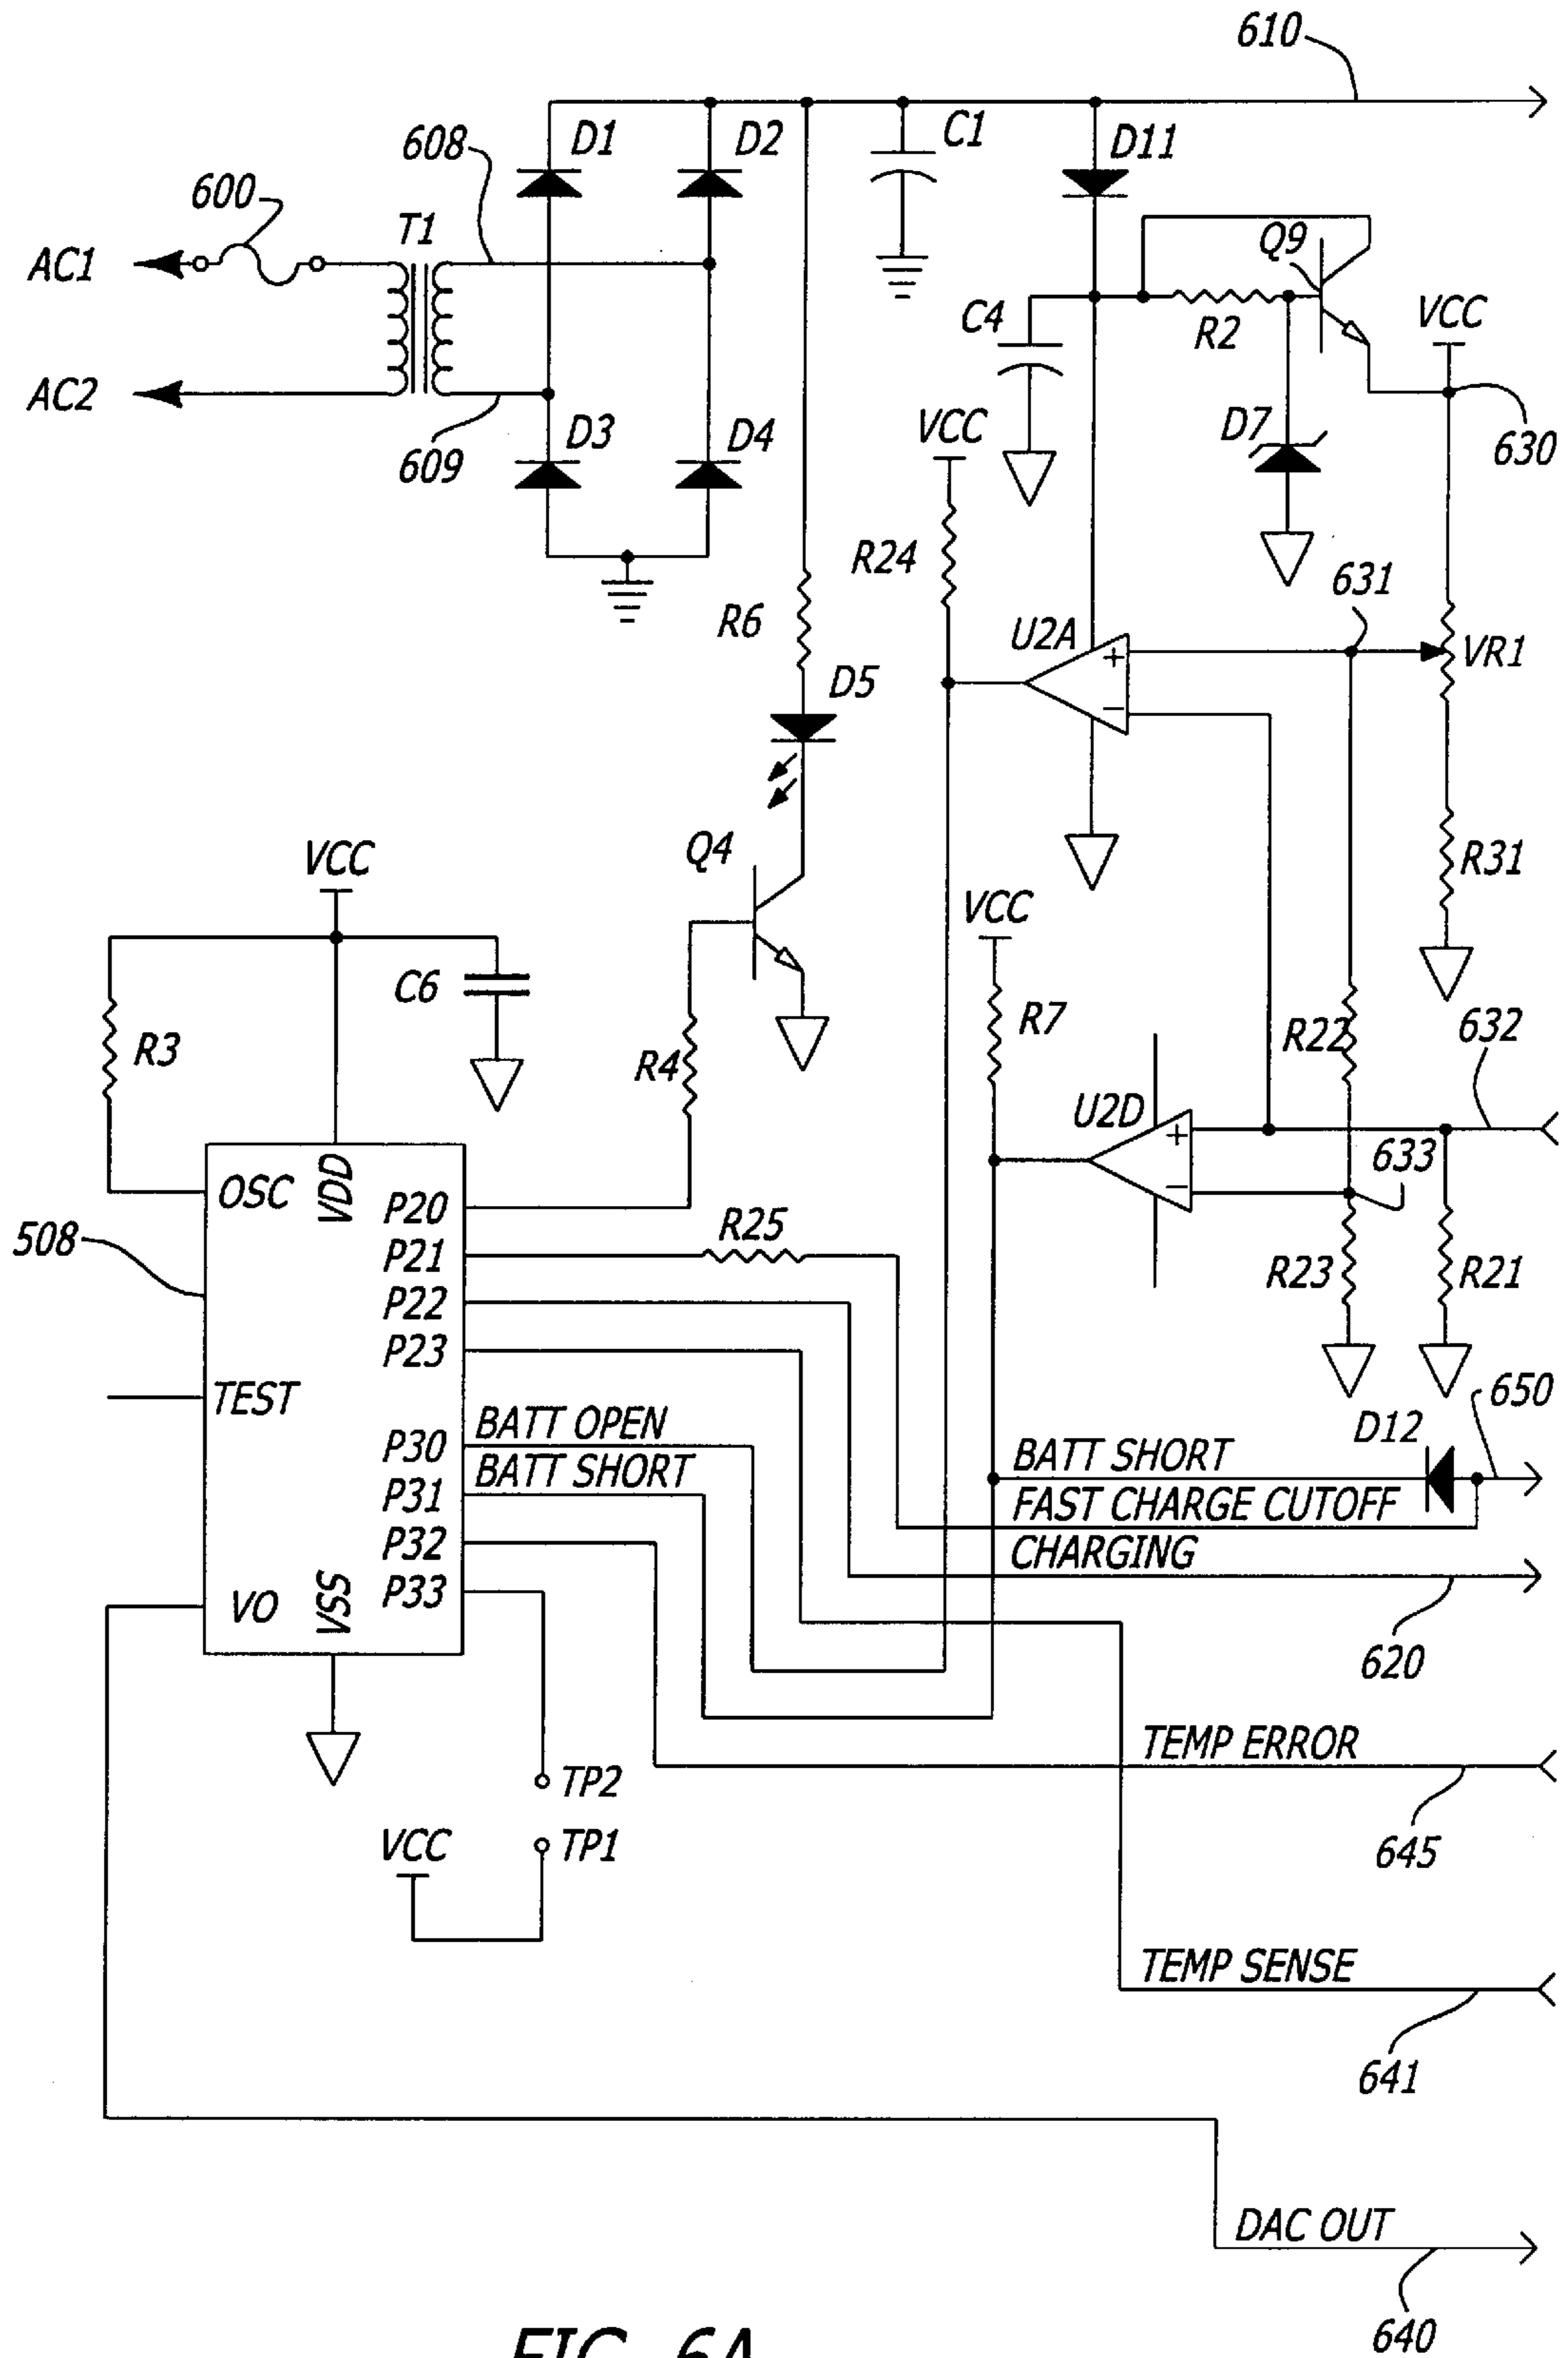 610
D1
D2
C1
D11
608
600
T1
Q9
AC1
VCC
C4
R2
AC2
D3
D4
VCC
D7
630
609
R24
631
R6
U2A
+
VR1
D5
−
VCC
Q4
R31
VCC
C6
R7
R3
R4
R22
632
U2D
+
633
−
OSC
VDD
P20
508
R25
P21
R23
R21
P22
P23
TEST
650
BATT OPEN
D12
P30
BATT SHORT
BATT SHORT
P31
FAST CHARGE CUTOFF
P32
CHARGING
P33
VO
VSS
620
TEMP ERROR
TP2
VCC
TP1
645
TEMP SENSE
641
DAC OUT
640
FIG. 6A